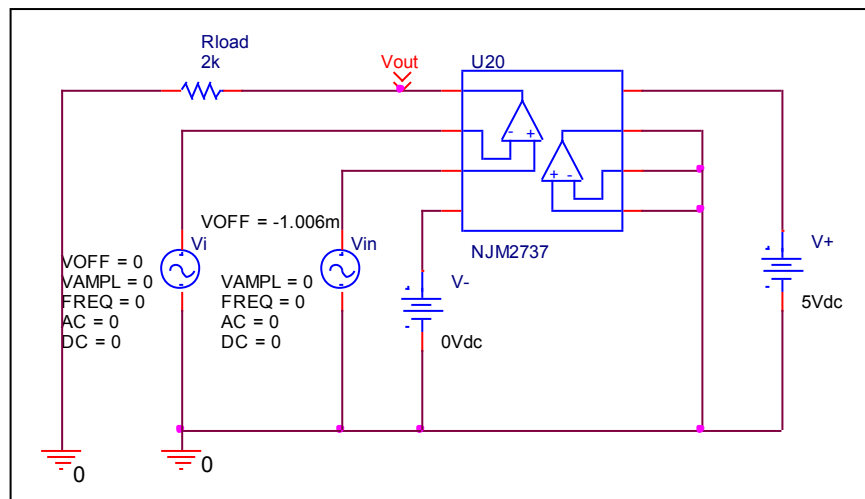 Rload
2k
Vout
U20
- +
+ -
NJM2737
VOFF = -1.006m
Vi
Vin
VOFF = 0
VAMPL = 0
FREQ = 0
AC = 0
DC = 0
VAMPL = 0
FREQ = 0
AC = 0
DC = 0
V-
0Vdc
V+
5Vdc
0
0